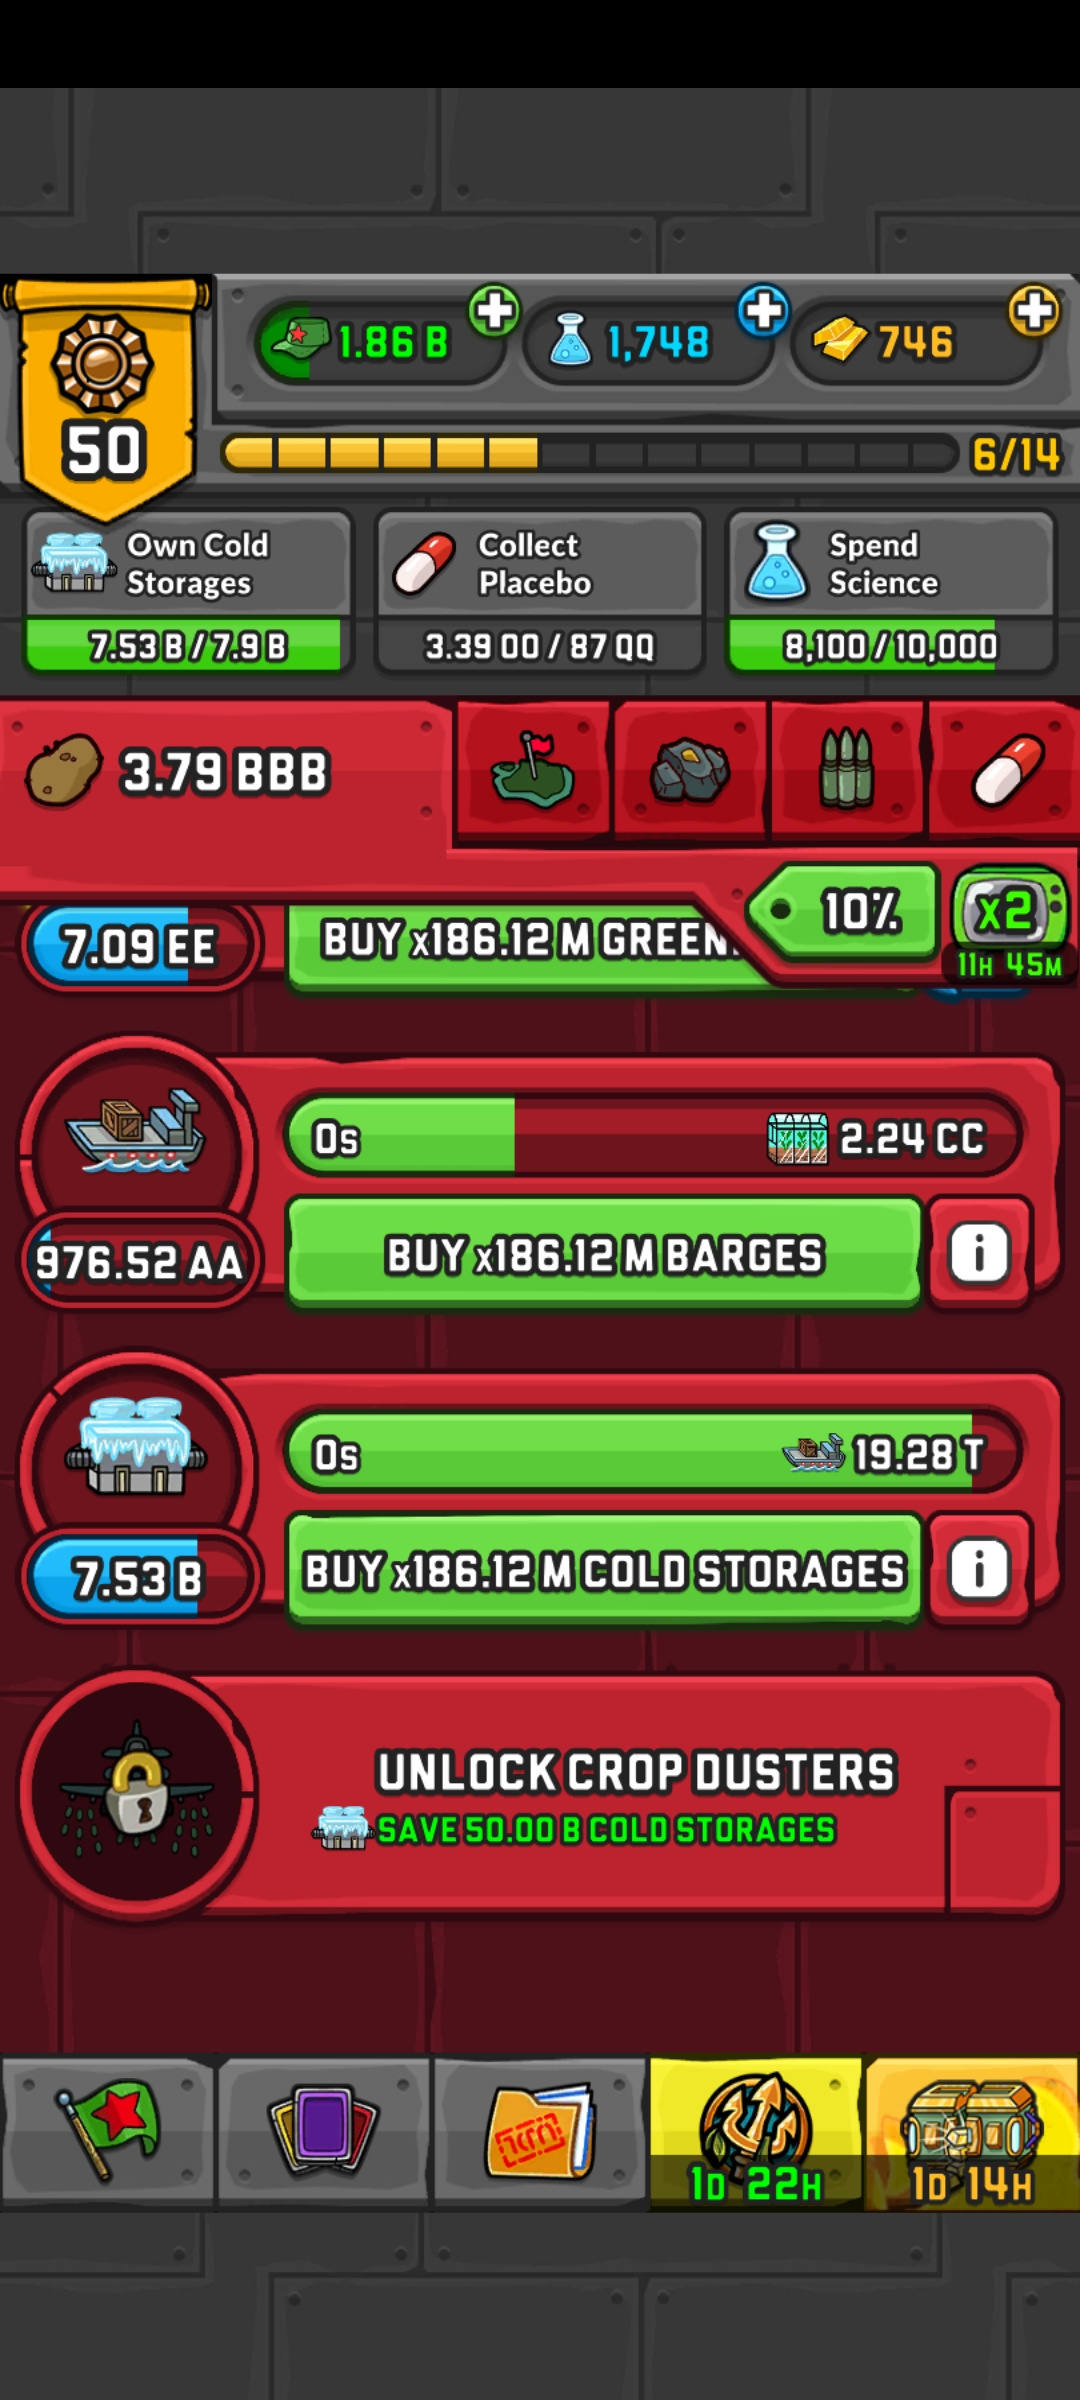 1.86 B
1,748
746
50
6/14
Own Cold
Storages
7.53 B / 7.9 B
Collect
Placebo
3.39 OO / 87 QQ
Spend
Science
8,100 / 10,000
3.79 BBB
10%
X2
11H 45M
7.09 EE
BUY x186.12 M GREEN
0s
2.24 CC
976.52 AA
BUY x186.12 M BARGES
i
0s
19.28 T
7.53 B
BUY x186.12 M COLD STORAGES
i
UNLOCK CROP DUSTERS
SAVE 50.00 B COLD STORAGES
1D 22H
1D 14H